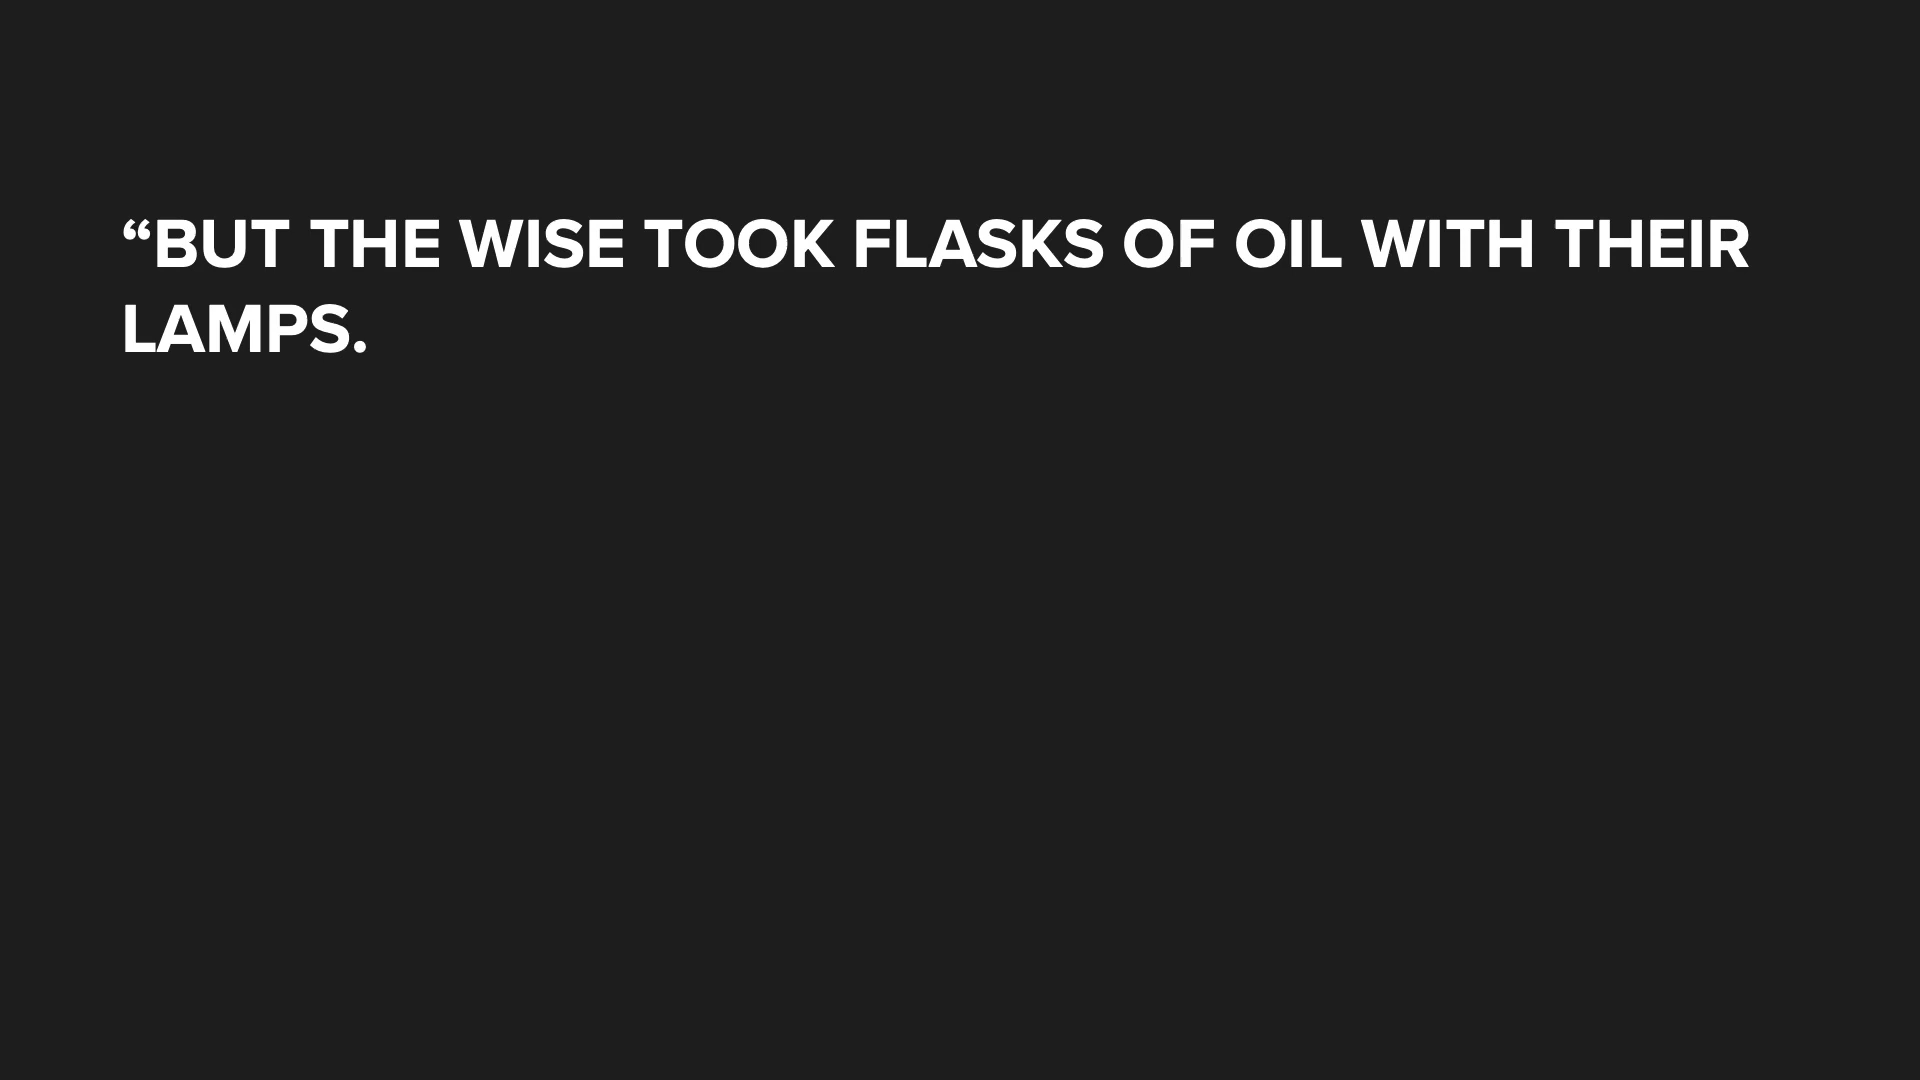 “BUT THE WISE TOOK FLASKS OF OIL WITH THEIR
LAMPS.